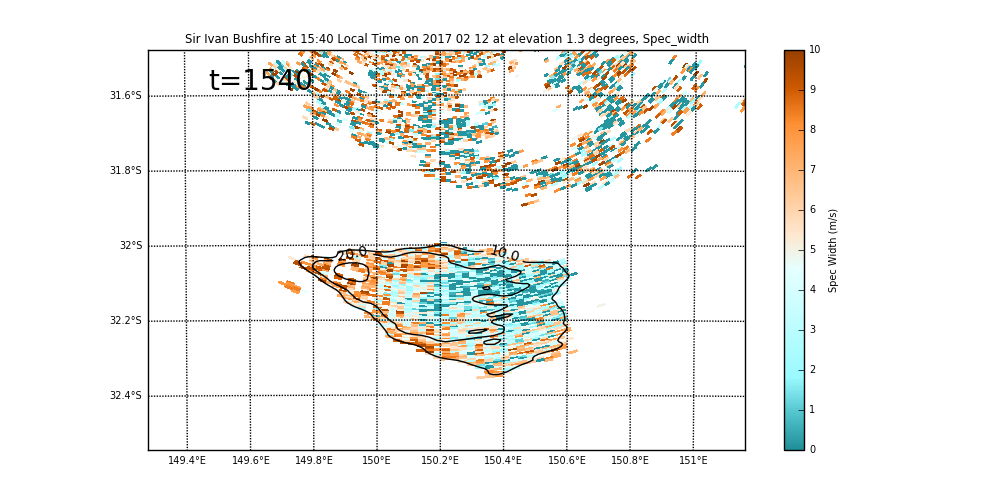 Sir Ivan Bushfire at 15:40 Local Time on 2017 02 12 at elevation 1.3 degrees, Spec_width
t=1540
31.6°S
31.8°S
32°S
32.2°S
32.4°S
20.0
10.0
149.4°E 149.6°E 149.8°E 150°E 150.2°E 150.4°E 150.6°E 150.8°E 151°E
10
9
8
7
6
5
4
3
2
1
0
Spec Width (m/s)